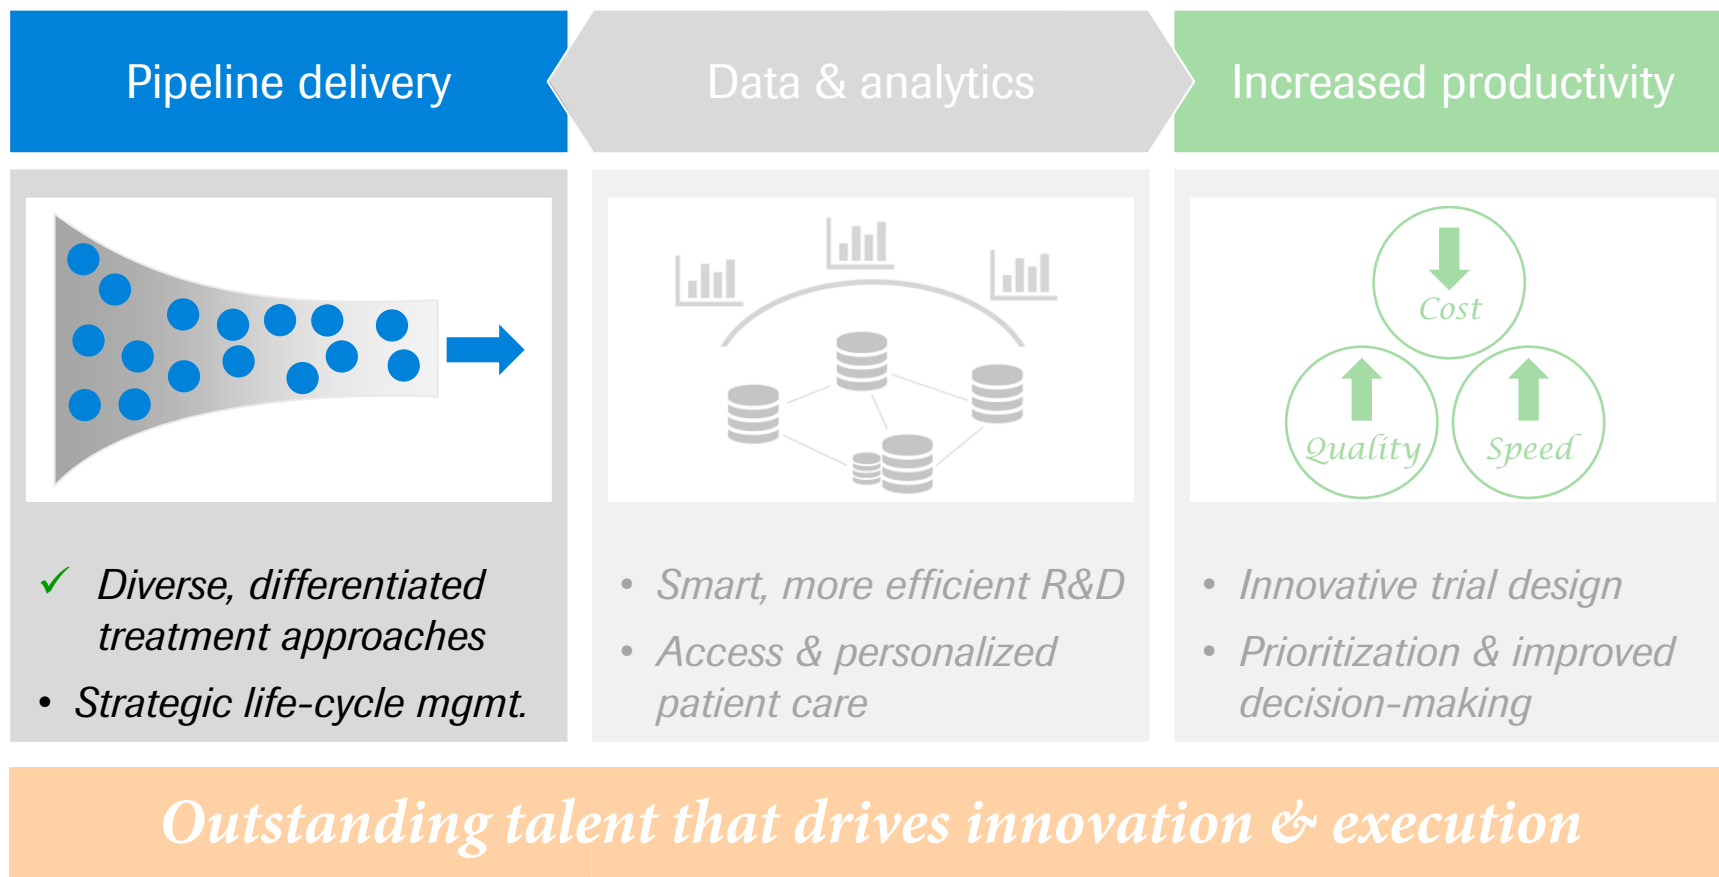 Pipeline delivery
Data & analytics
Increased productivity
Cost
Quality
Speed
✓ Diverse, differentiated
treatment approaches
• Strategic life-cycle mgmt.
• Smart, more efficient R&D
• Access & personalized
patient care
• Innovative trial design
• Prioritization & improved
decision-making
Outstanding talent that drives innovation & execution